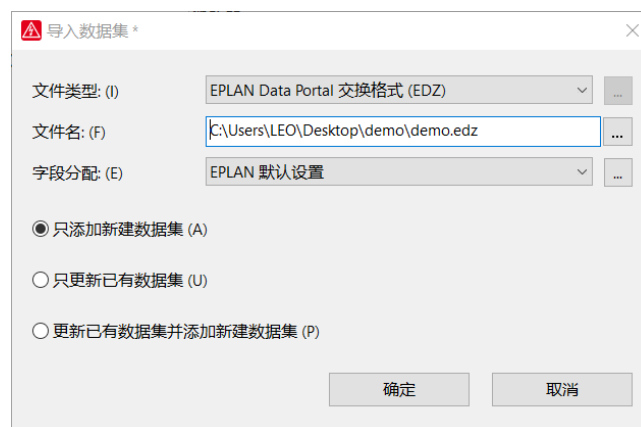 导入数据集 *
文件类型: (I) EPLAN Data Portal 交换格式 (EDZ) ...
文件名: (F) C:\Users\LEO\Desktop\demo\demo.edz ...
字段分配: (E) EPLAN 默认设置 ...
只添加新建数据集 (A)
只更新已有数据集 (U)
更新已有数据集并添加新建数据集 (P)
确定 取消